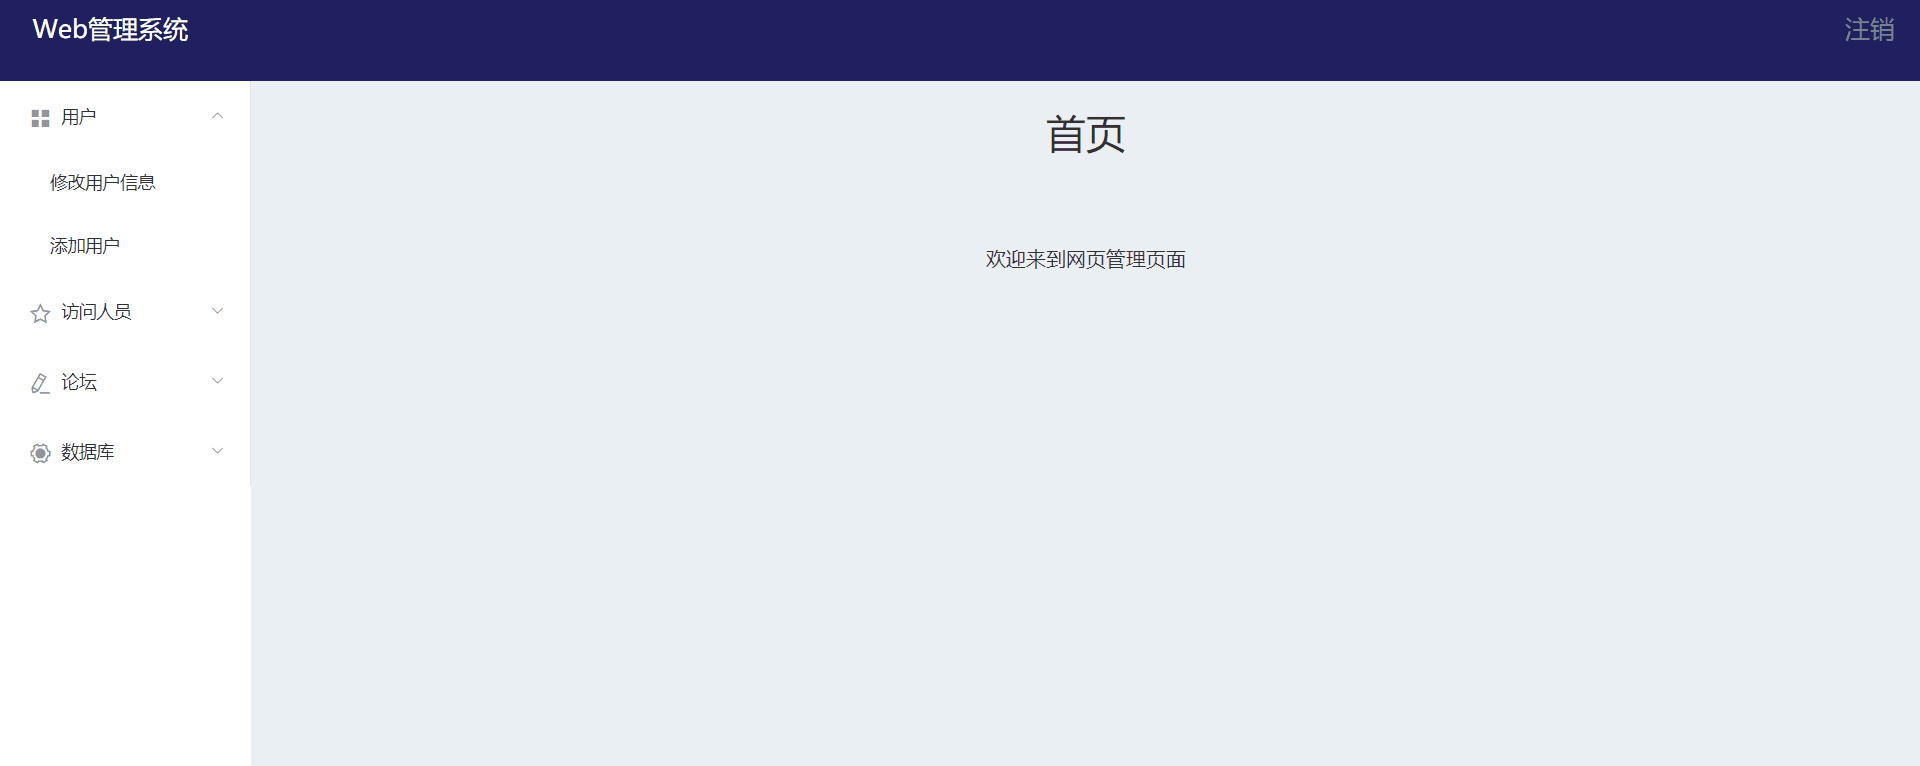 Web管理系统
注销
用户
修改用户信息
添加用户
访问人员
论坛
数据库
首页
欢迎来到网页管理页面